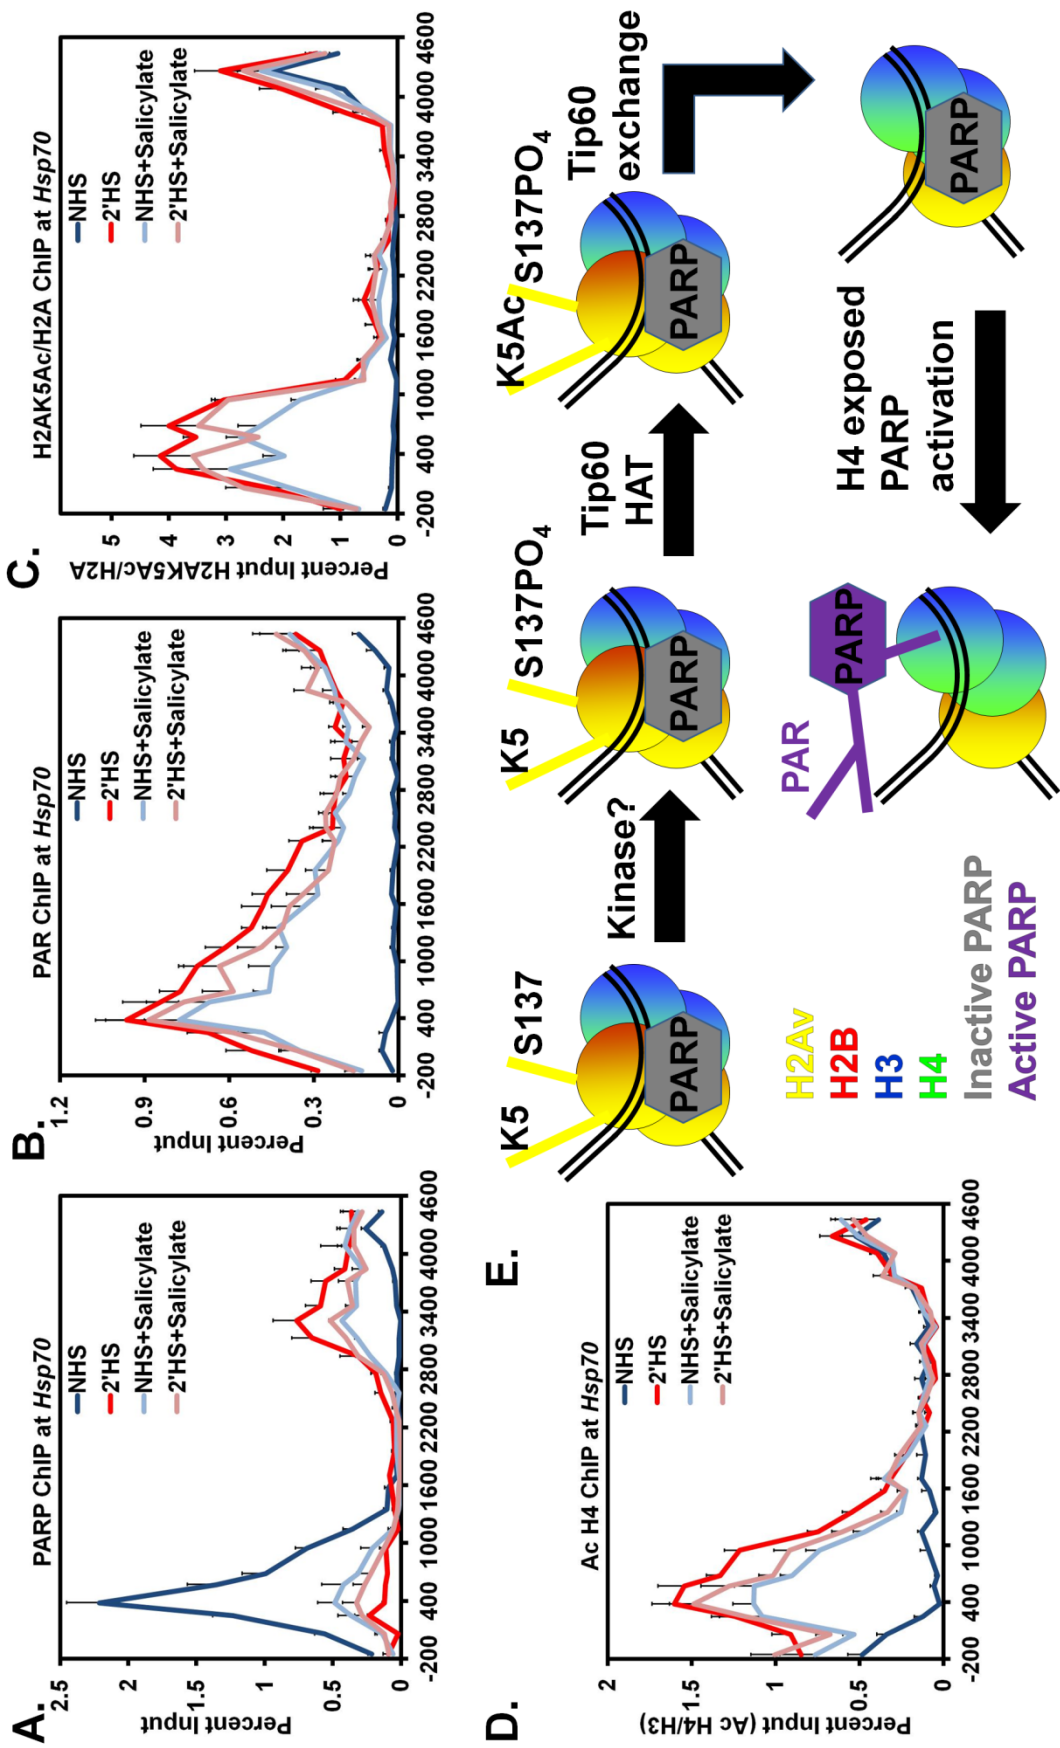 A.
PARP ChIP at Hsp70
NHS
2'HS
NHS+Salicylate
2'HS+Salicylate
Percent Input
2.5
2
1.5
1
0.5
0
-200 400 1000 1600 2200 2800 3400 4000 4600
B.
PAR ChIP at Hsp70
NHS
2'HS
NHS+Salicylate
2'HS+Salicylate
Percent Input
1.2
0.9
0.6
0.3
0
-200 400 1000 1600 2200 2800 3400 4000 4600
C.
H2AK5Ac/H2A ChIP at Hsp70
NHS
2'HS
NHS+Salicylate
2'HS+Salicylate
Percent Input H2AK5Ac/H2A
5
4
3
2
1
0
-200 400 1000 1600 2200 2800 3400 4000 4600
D.
Ac H4 ChIP at Hsp70
NHS
2'HS
NHS+Salicylate
2'HS+Salicylate
Percent Input (Ac H4/H3)
2
1.5
1
0.5
0
-200 400 1000 1600 2200 2800 3400 4000 4600
E.
K5 S137
PARP
Kinase?
K5 S137PO4
PARP
Tip60
HAT
K5Ac S137PO4
PARP
Tip60
exchange
PARP
H4 exposed
PARP
activation
PAR
PARP
H2Av
H2B
H3
H4
Inactive PARP
Active PARP